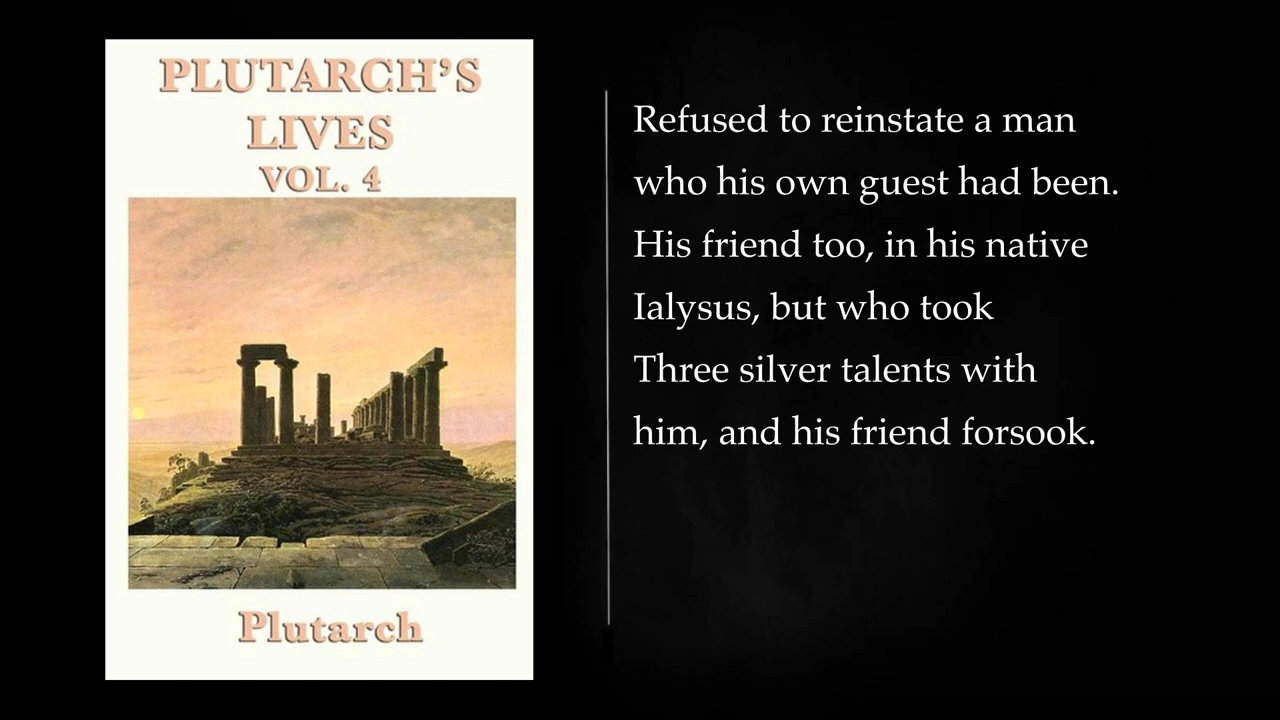 PLUTARCH'S
LIVES
VOL. 4
Plutarch
Refused to reinstate a man
who his own guest had been.
His friend too, in his native
Ialysus, but who took
Three silver talents with
him, and his friend forsook.